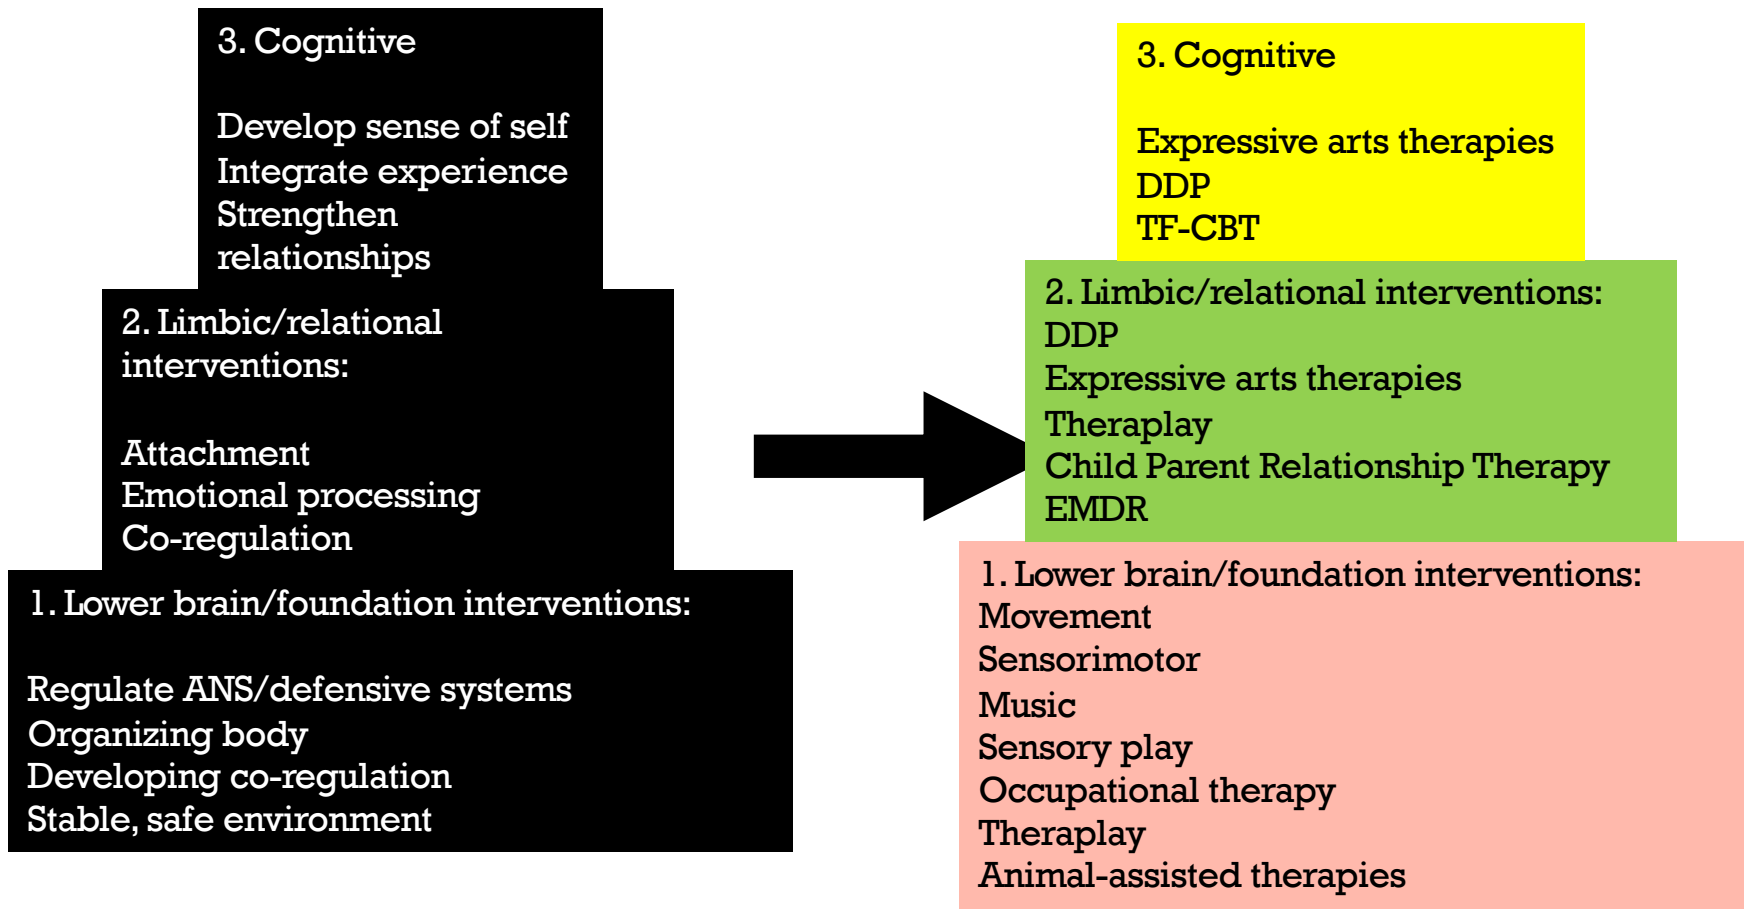 3. Cognitive
Develop sense of self
Integrate experience
Strengthen
relationships
2. Limbic/relational
interventions:
Attachment
Emotional processing
Co-regulation
1. Lower brain/foundation interventions:
Regulate ANS/defensive systems
Organizing body
Developing co-regulation
Stable, safe environment
3. Cognitive
Expressive arts therapies
DDP
TF-CBT
2. Limbic/relational interventions:
DDP
Expressive arts therapies
Theraplay
Child Parent Relationship Therapy
EMDR
1. Lower brain/foundation interventions:
Movement
Sensorimotor
Music
Sensory play
Occupational therapy
Theraplay
Animal-assisted therapies